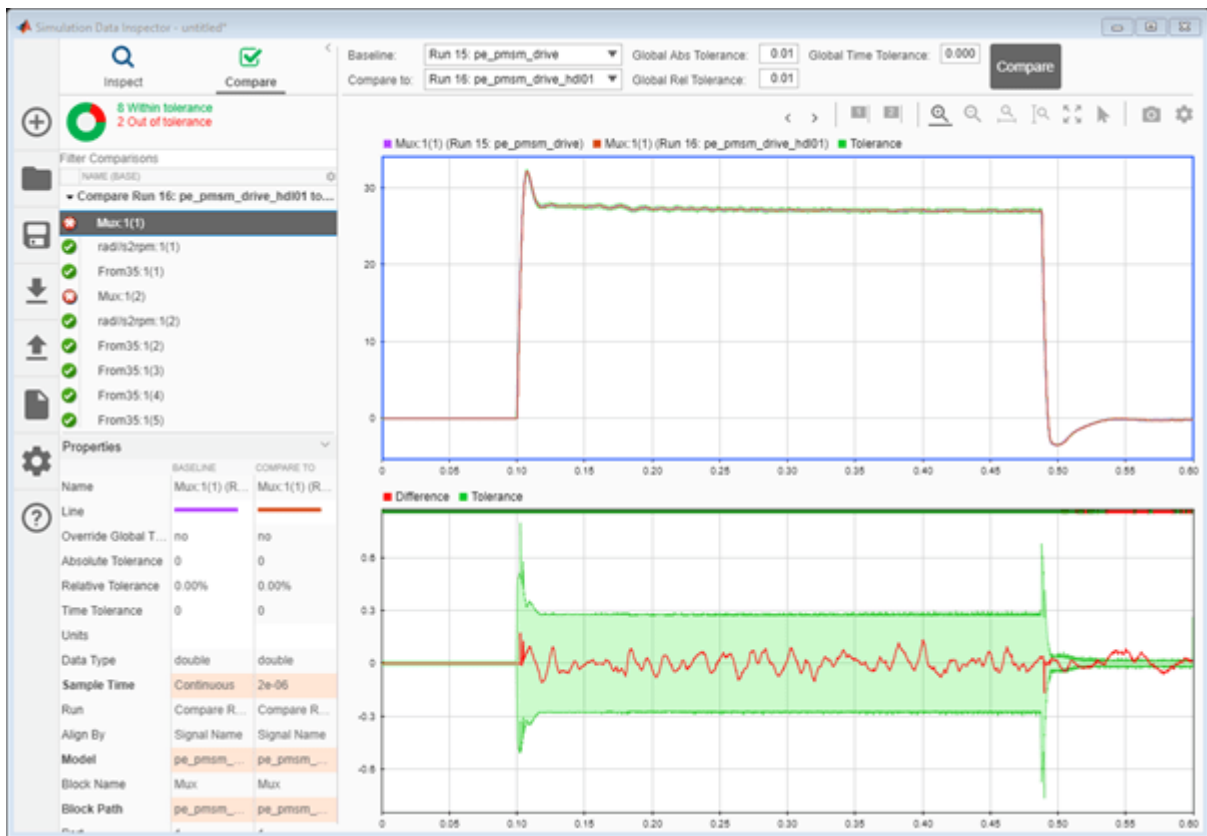 Simulation Data Inspector - untitled*
Inspect Compare
Baseline: Run 15: pe_pmsm_drive Global Abs Tolerance: 0.01 Global Time Tolerance: 0.000
Compare to: Run 16: pe_pmsm_drive_hdl01 Global Rel Tolerance: 0.01
Compare
8 Within tolerance
2 Out of tolerance
Filter Comparisons
NAME (BASE)
Compare Run 16: pe_pmsm_drive_hdl01 to....
Mux:1(1)
rad//s2rpm:1(1)
From35:1(1)
Mux:1(2)
rad//s2rpm:1(2)
From35:1(2)
From35:1(3)
From35:1(4)
From35:1(5)
Properties
BASELINE COMPARE TO
Name Mux:1(1) (R... Mux:1(1) (R...
Line
Override Global T... no no
Absolute Tolerance 0 0
Relative Tolerance 0.00% 0.00%
Time Tolerance 0 0
Units
Data Type double double
Sample Time Continuous 2e-06
Run Compare R... Compare R...
Align By Signal Name Signal Name
Model pe_pmsm_... pe_pmsm_...
Block Name Mux Mux
Block Path pe_pmsm_... pe_pmsm_...
Mux:1(1) (Run 15: pe_pmsm_drive) Mux:1(1) (Run 16: pe_pmsm_drive_hdl01) Tolerance
30
20
10
0
0 0.05 0.10 0.15 0.20 0.25 0.30 0.35 0.40 0.45 0.50 0.55 0.60
Difference Tolerance
0.6
0.3
0
-0.3
-0.6
0 0.05 0.10 0.15 0.20 0.25 0.30 0.35 0.40 0.45 0.50 0.55 0.60